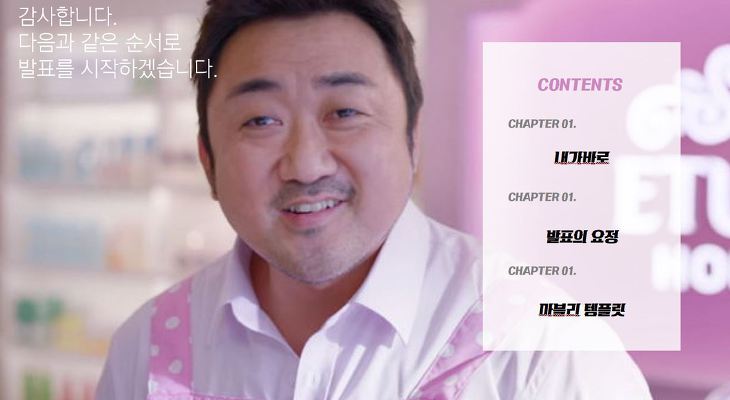 감사합니다.
다음과 같은 순서로
발표를 시작하겠습니다.
CONTENTS
CHAPTER 01.
내가바로
CHAPTER 01.
발표의 요정
CHAPTER 01.
마블리 템플릿